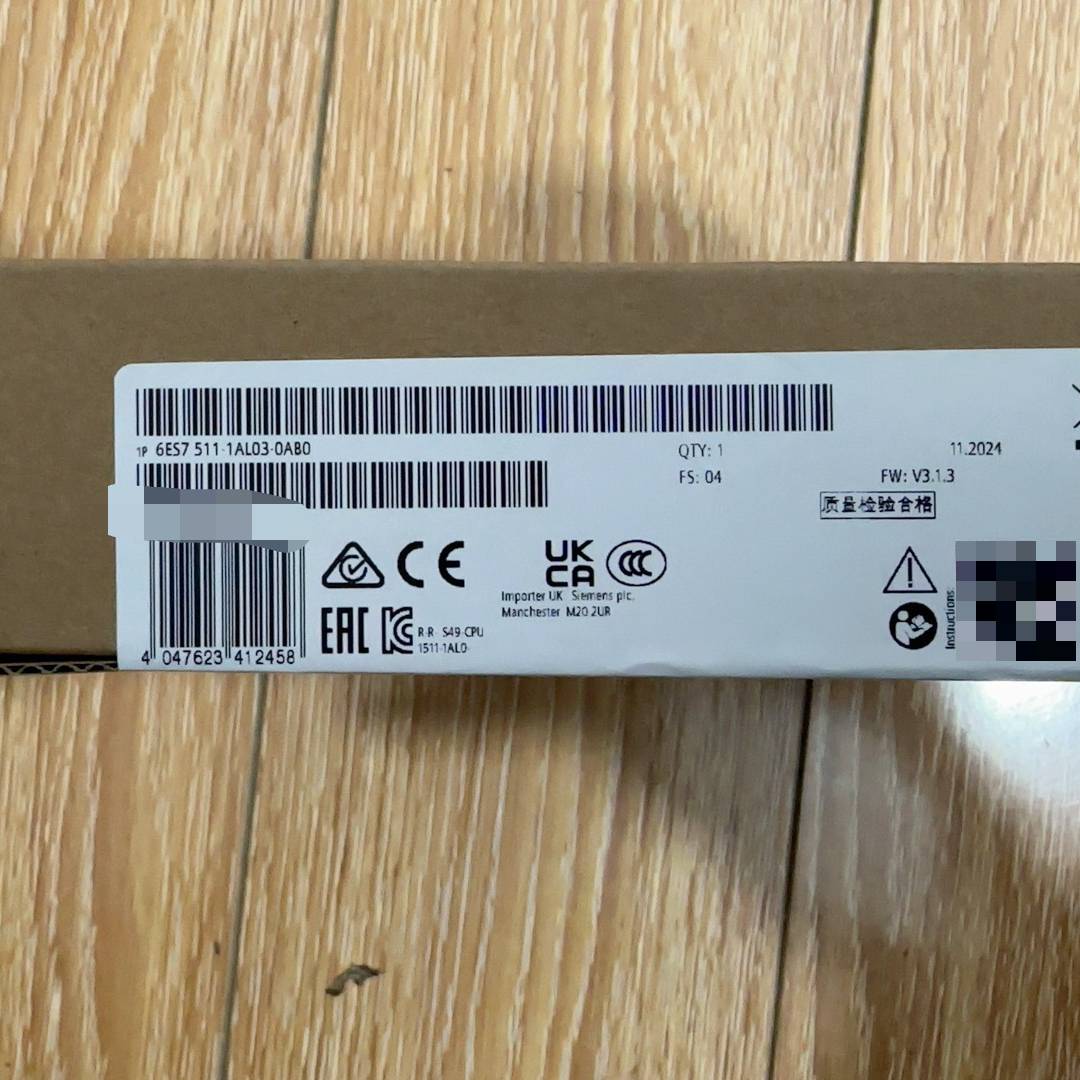 1P 6ES7 511-1AL03-0AB0
QTY: 1
11.2024
FS: 04
FW: V3.1.3
质量检验合格
CE
UK
CA
CCC
Importer UK Siemens plc.
Manchester M20 2UR
EAC
R-R- S49-CPU
1511-1AL0-
4 047623 412458
Instructions: